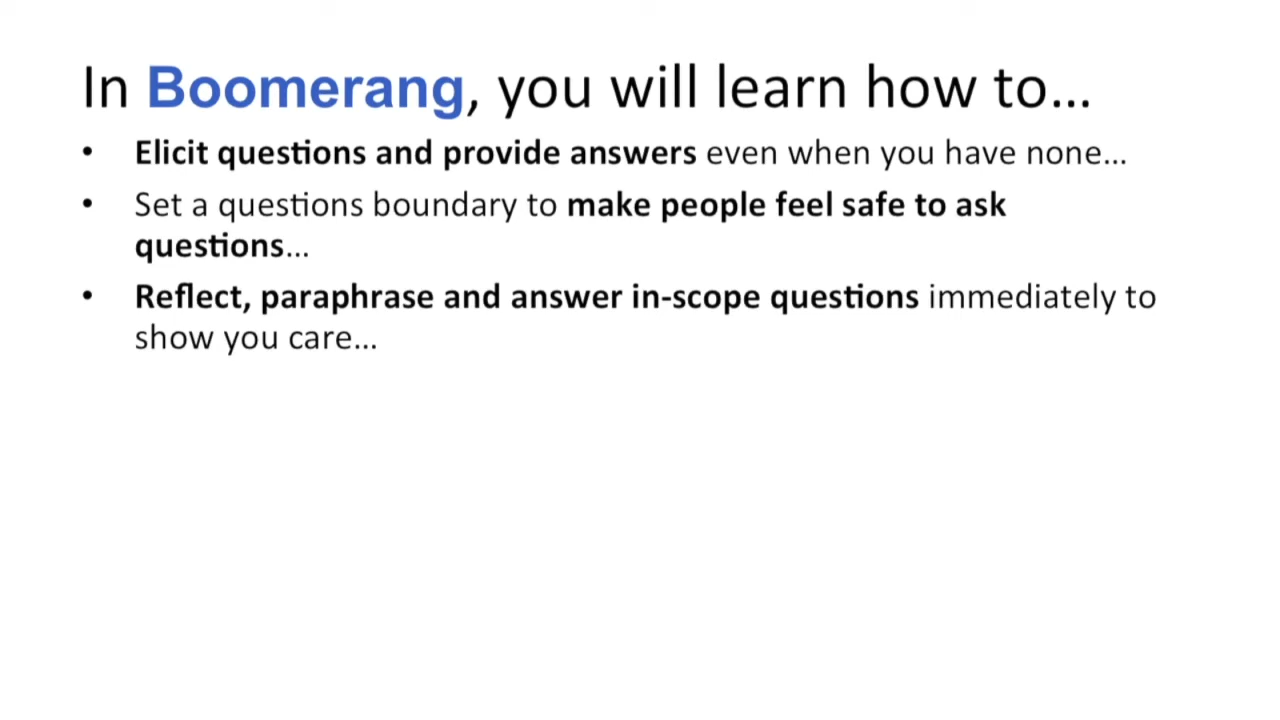 In Boomerang, you will learn how to…
• Elicit questions and provide answers even when you have none…
• Set a questions boundary to make people feel safe to ask
questions…
• Reflect, paraphrase and answer in-scope questions immediately to
show you care…